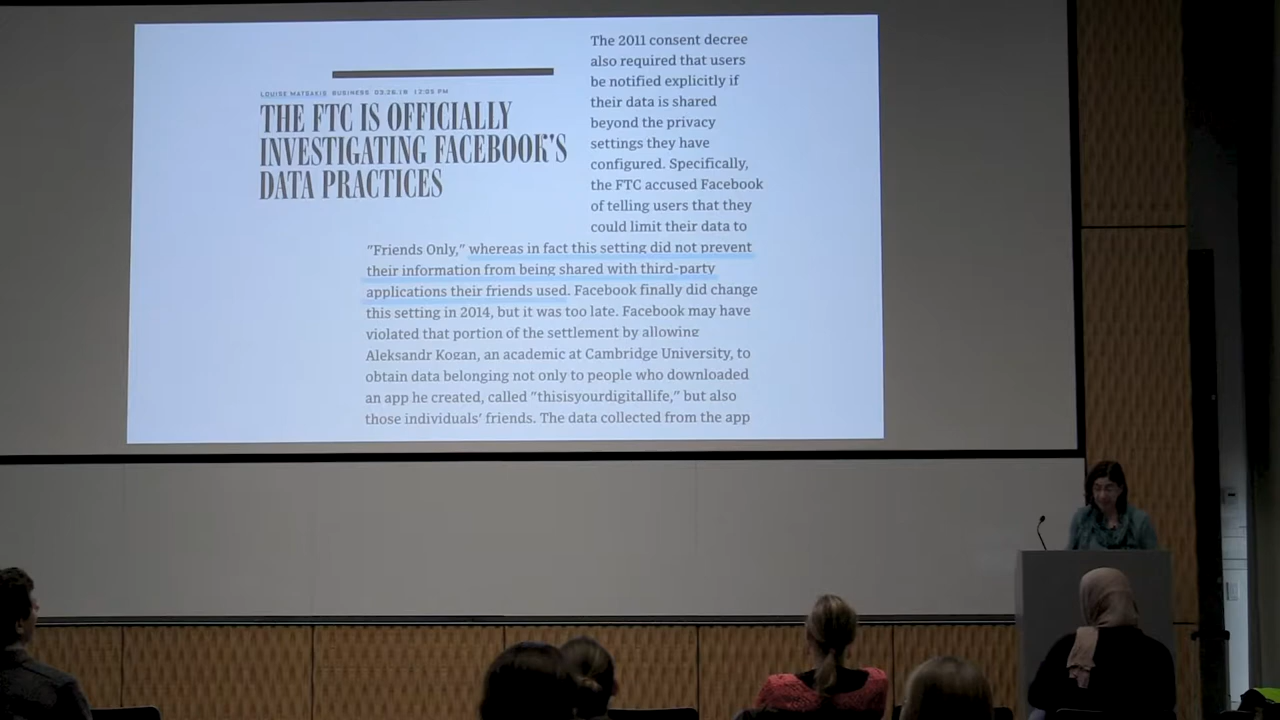 LOUISE MATSAKIS BUSINESS 03.26.18 12:05 PM
THE FTC IS OFFICIALLY
INVESTIGATING FACEBOOK'S
DATA PRACTICES
The 2011 consent decree
also required that users
be notified explicitly if
their data is shared
beyond the privacy
settings they have
configured. Specifically,
the FTC accused Facebook
of telling users that they
could limit their data to
"Friends Only," whereas in fact this setting did not prevent
their information from being shared with third-party
applications their friends used. Facebook finally did change
this setting in 2014, but it was too late. Facebook may have
violated that portion of the settlement by allowing
Aleksandr Kogan, an academic at Cambridge University, to
obtain data belonging not only to people who downloaded
an app he created, called "thisisyourdigitallife," but also
those individuals' friends. The data collected from the app